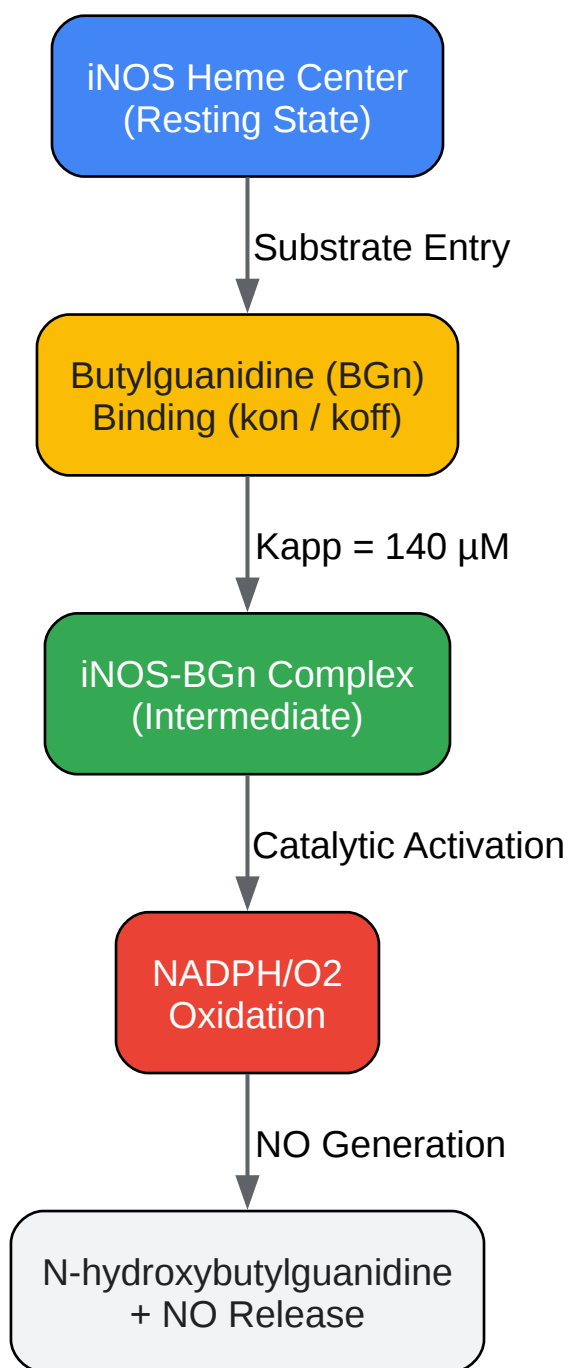 iNOS Heme Center
(Resting State)
Substrate Entry
Butylguanidine (BGn)
Binding (kon / koff)
Kapp = 140 µM
iNOS-BGn Complex
(Intermediate)
Catalytic Activation
NADPH/O2
Oxidation
NO Generation
N-hydroxybutylguanidine
+ NO Release